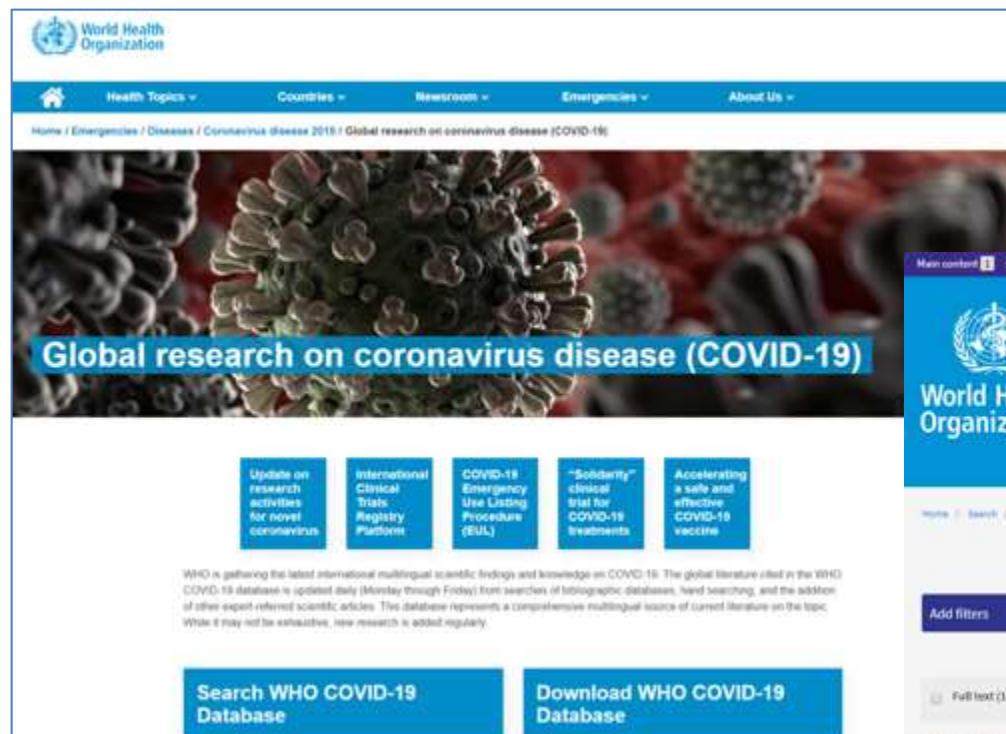 World Health
Organization
Health Topics Countries Newsroom Emergencies About Us
Home / Emergencies / Diseases / Coronavirus disease 2019 / Global research on coronavirus disease (COVID-19)
Global research on coronavirus disease (COVID-19)
Update on
research
activities
for novel
coronavirus
International
Clinical
Trials
Registry
Platform
COVID-19
Emergency
Use Listing
Procedure
(EUL)
"Solidarity"
clinical
trial for
COVID-19
treatments
Accelerating
a safe and
effective
COVID-19
vaccine
WHO is gathering the latest international multilingual scientific findings and knowledge on COVID-19. The global literature cited in the WHO
COVID-19 database is updated daily (Monday through Friday) from searches of bibliographic databases, hand searching, and the addition
of other expert-referred scientific articles. This database represents a comprehensive multilingual source of current literature on the topic.
While it may not be exhaustive, new research is added regularly.
Search WHO COVID-19
Database
Download WHO COVID-19
Database
Main content 1
World H
Organiz
Home / Search /
Add filters
Full text (1